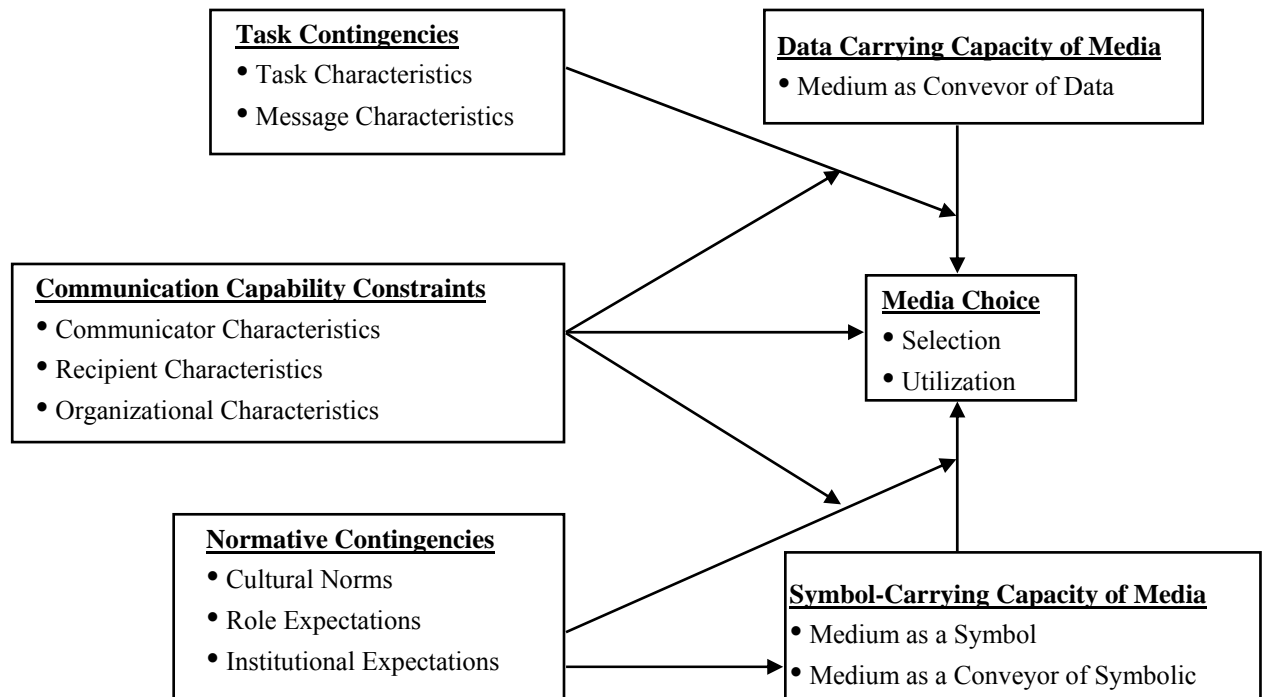 Task Contingencies
• Task Characteristics
• Message Characteristics
Data Carrying Capacity of Media
• Medium as Convevor of Data
Communication Capability Constraints
• Communicator Characteristics
• Recipient Characteristics
• Organizational Characteristics
Media Choice
• Selection
• Utilization
Normative Contingencies
• Cultural Norms
• Role Expectations
• Institutional Expectations
Symbol-Carrying Capacity of Media
• Medium as a Symbol
• Medium as a Conveyor of Symbolic